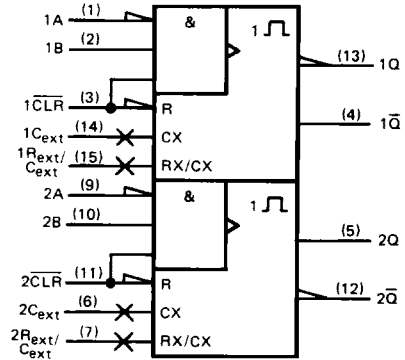 1A (1) & 1 (13) 1Q
1B (2)
1CLR (3) R (4) 1Q̅
1Cext (14) CX
1Rext/Cext (15) RX/CX
2A (9) & 1
2B (10) (5) 2Q
2CLR (11) R (12) 2Q̅
2Cext (6) CX
2Rext/Cext (7) RX/CX